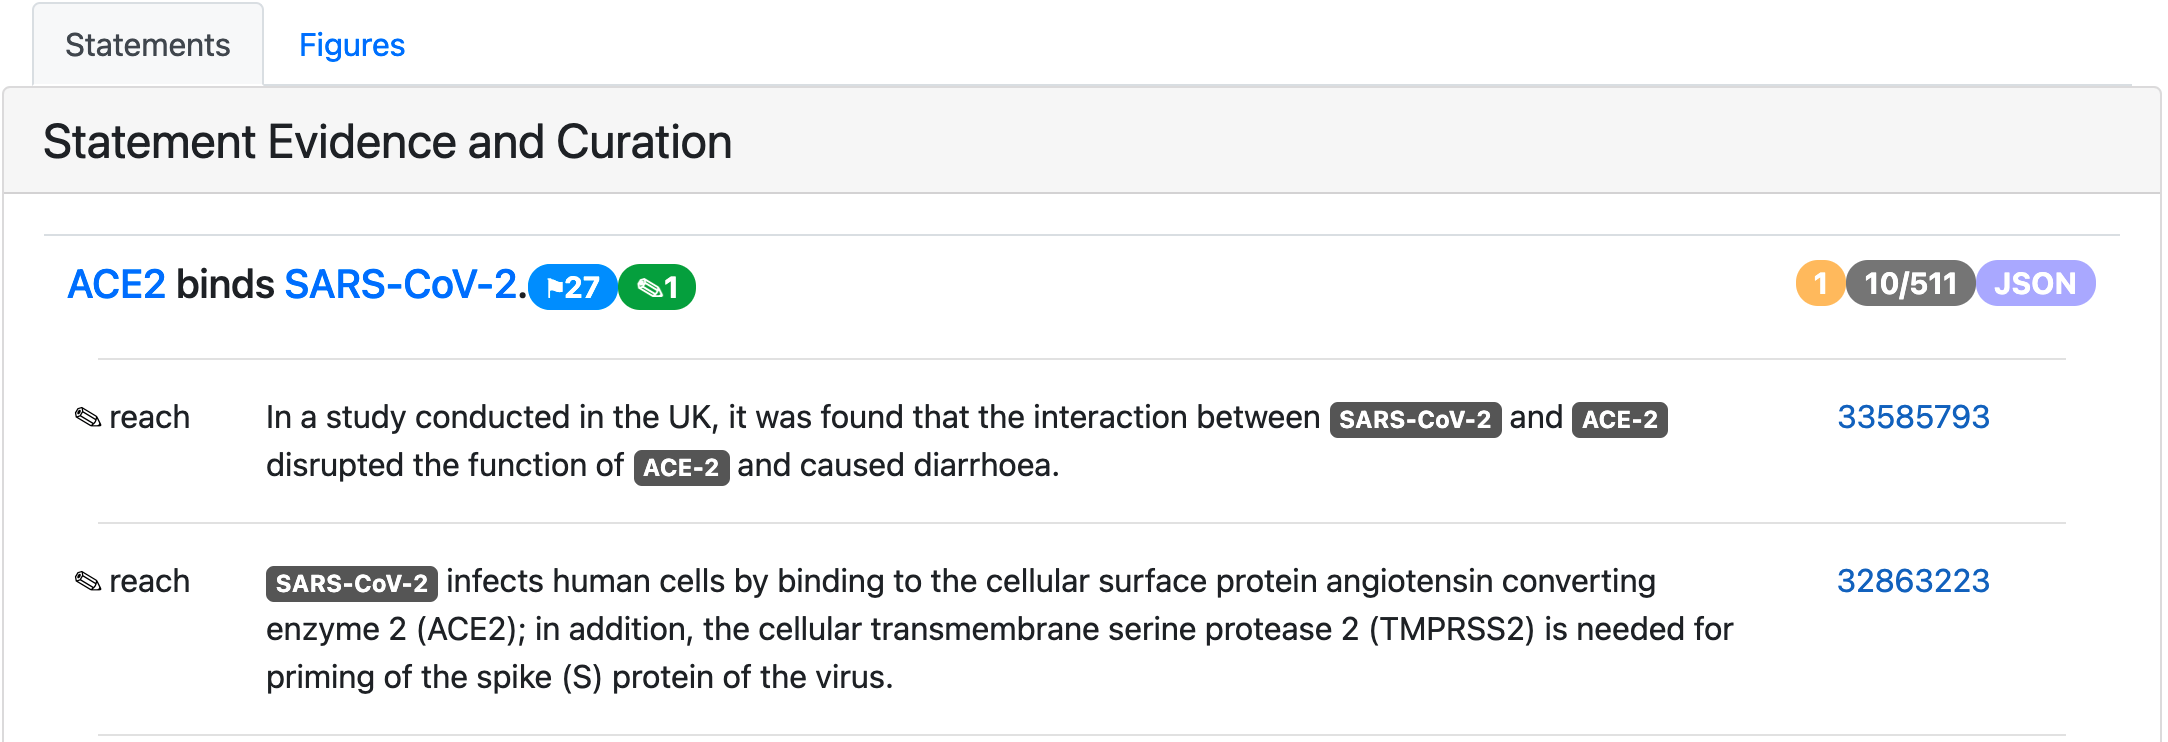 Statements Figures
Statement Evidence and Curation
ACE2 binds SARS-CoV-2. ⚑27 ✎1 1 10/511 JSON
✎ reach In a study conducted in the UK, it was found that the interaction between SARS-CoV-2 and ACE-2 33585793
disrupted the function of ACE-2 and caused diarrhoea.
✎ reach SARS-CoV-2 infects human cells by binding to the cellular surface protein angiotensin converting 32863223
enzyme 2 (ACE2); in addition, the cellular transmembrane serine protease 2 (TMPRSS2) is needed for
priming of the spike (S) protein of the virus.